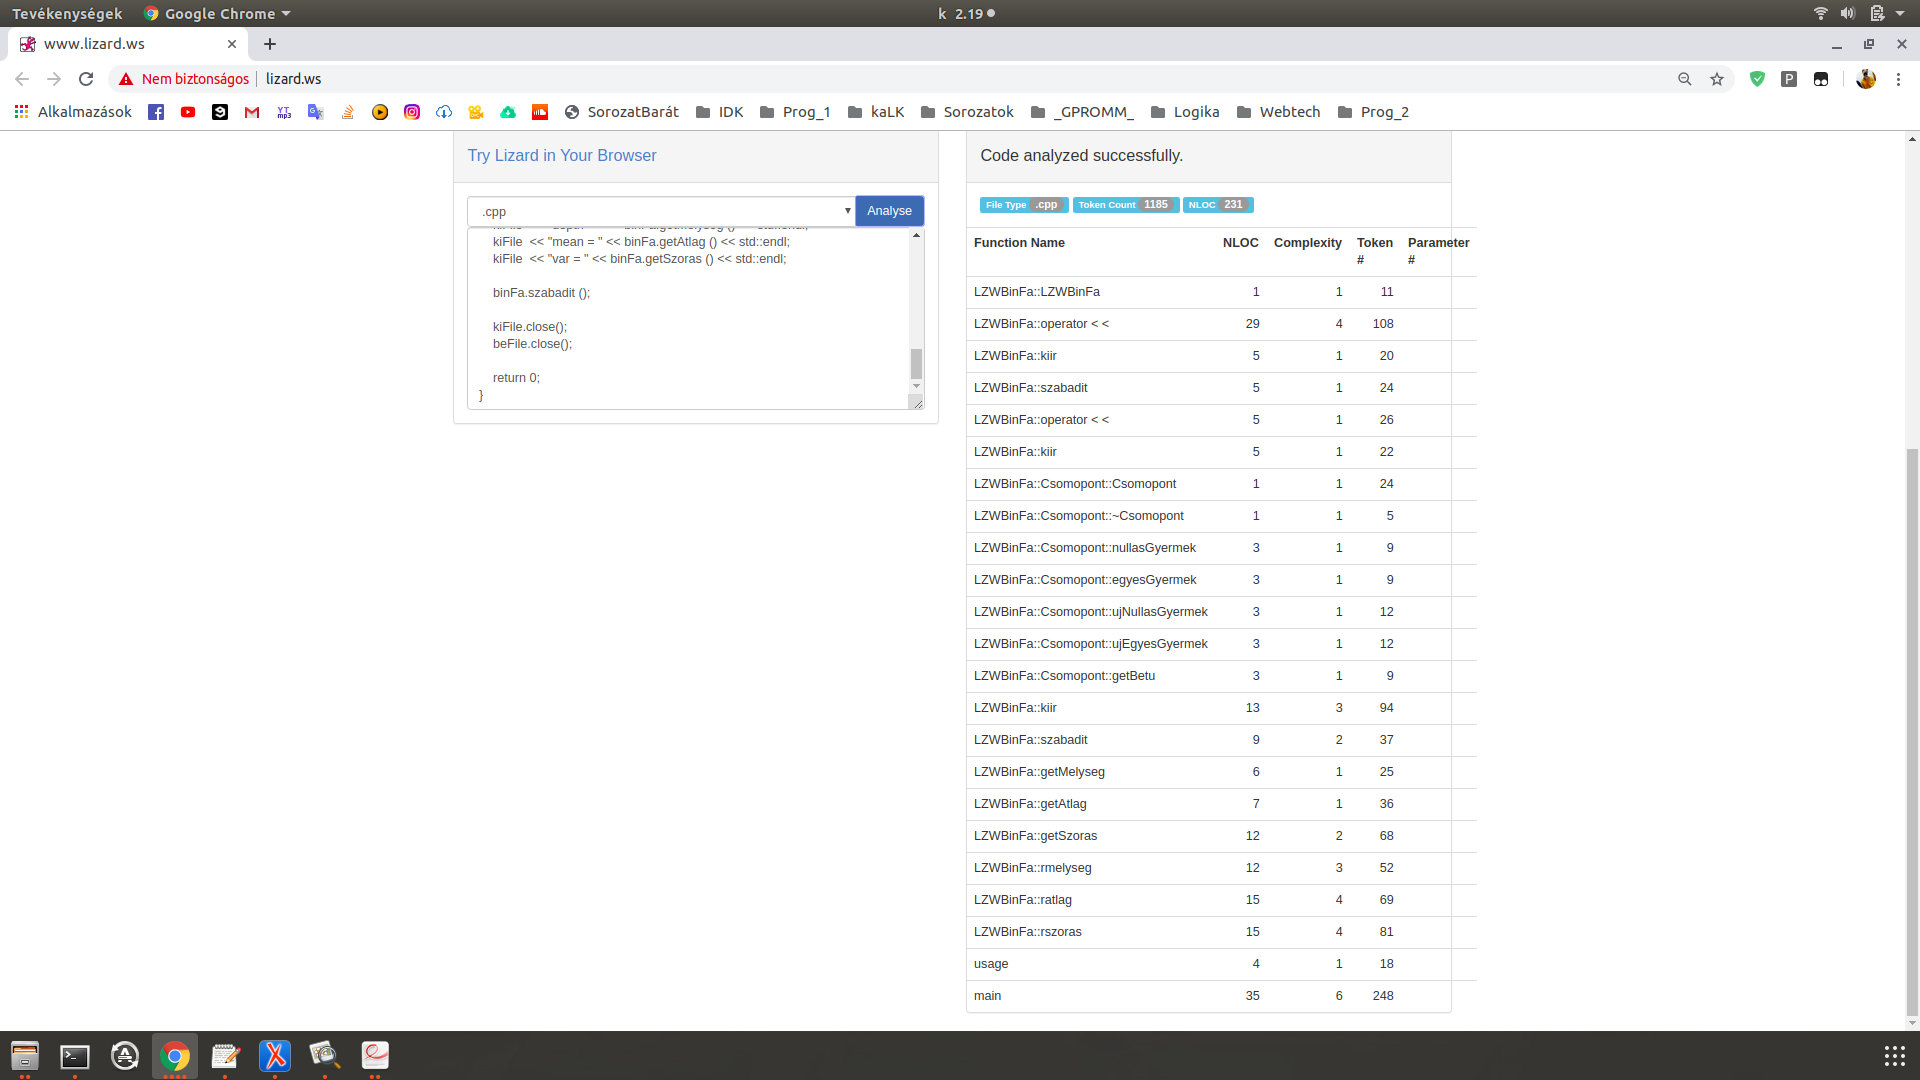 Tevékenységek Google Chrome k 2.19
www.lizard.ws
Nem biztonságos lizard.ws
Alkalmazások SorozatBarát IDK Prog_1 kaLK Sorozatok _GPROMM_ Logika Webtech Prog_2
Try Lizard in Your Browser
.cpp Analyse
kiFile << "mean = " << binFa.getAtlag () << std::endl;
kiFile << "var = " << binFa.getSzoras () << std::endl;
binFa.szabadit ();
kiFile.close();
beFile.close();
return 0;
}
Code analyzed successfully.
File Type .cpp Token Count 1185 NLOC 231
Function Name NLOC Complexity Token # Parameter #
LZWBinFa::LZWBinFa 1 1 11
LZWBinFa::operator < < 29 4 108
LZWBinFa::kiir 5 1 20
LZWBinFa::szabadit 5 1 24
LZWBinFa::operator < < 5 1 26
LZWBinFa::kiir 5 1 22
LZWBinFa::Csomopont::Csomopont 1 1 24
LZWBinFa::Csomopont::~Csomopont 1 1 5
LZWBinFa::Csomopont::nullasGyermek 3 1 9
LZWBinFa::Csomopont::egyesGyermek 3 1 9
LZWBinFa::Csomopont::ujNullasGyermek 3 1 12
LZWBinFa::Csomopont::ujEgyesGyermek 3 1 12
LZWBinFa::Csomopont::getBetu 3 1 9
LZWBinFa::kiir 13 3 94
LZWBinFa::szabadit 9 2 37
LZWBinFa::getMelyseg 6 1 25
LZWBinFa::getAtlag 7 1 36
LZWBinFa::getSzoras 12 2 68
LZWBinFa::rmelyseg 12 3 52
LZWBinFa::ratlag 15 4 69
LZWBinFa::rszoras 15 4 81
usage 4 1 18
main 35 6 248